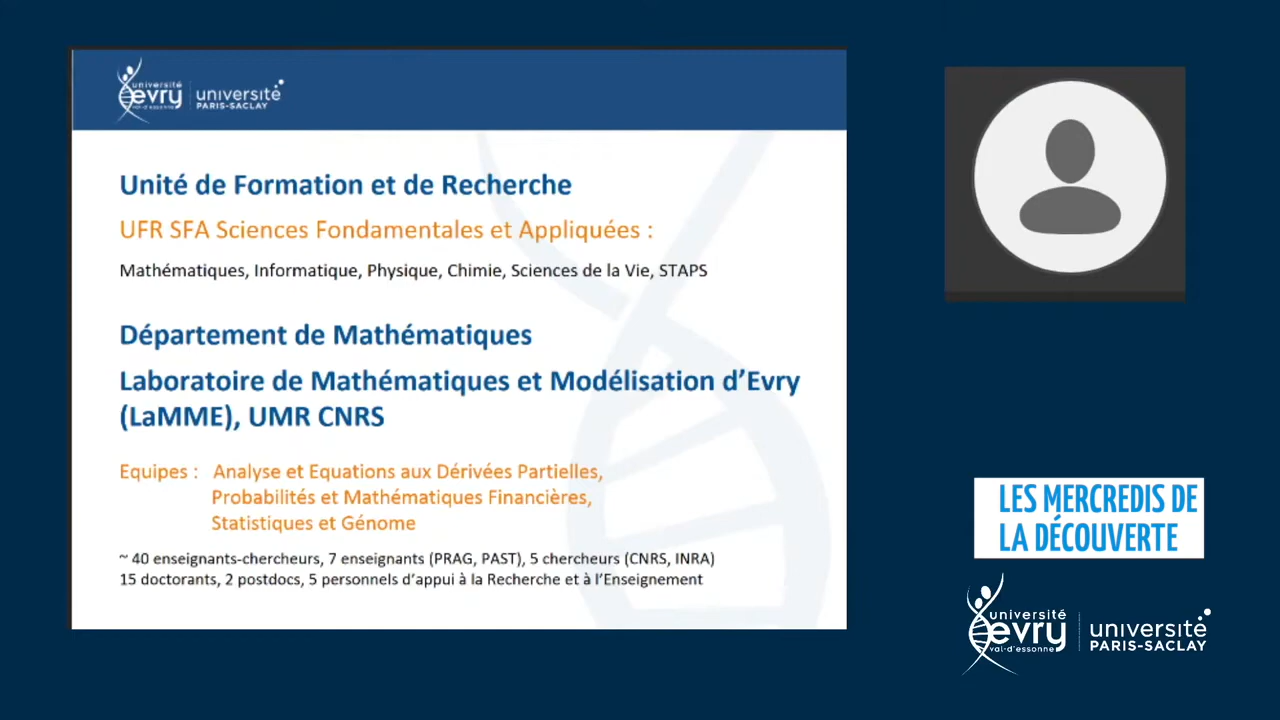 université
evry
val-d'essonne
université
PARIS-SACLAY
Unité de Formation et de Recherche
UFR SFA Sciences Fondamentales et Appliquées :
Mathématiques, Informatique, Physique, Chimie, Sciences de la Vie, STAPS
Département de Mathématiques
Laboratoire de Mathématiques et Modélisation d’Evry
(LaMME), UMR CNRS
Equipes : Analyse et Equations aux Dérivées Partielles,
Probabilités et Mathématiques Financières,
Statistiques et Génome
~ 40 enseignants-chercheurs, 7 enseignants (PRAG, PAST), 5 chercheurs (CNRS, INRA)
15 doctorants, 2 postdocs, 5 personnels d’appui à la Recherche et à l’Enseignement
LES MERCREDIS DE
LA DÉCOUVERTE
université
evry
val-d'essonne
université
PARIS-SACLAY